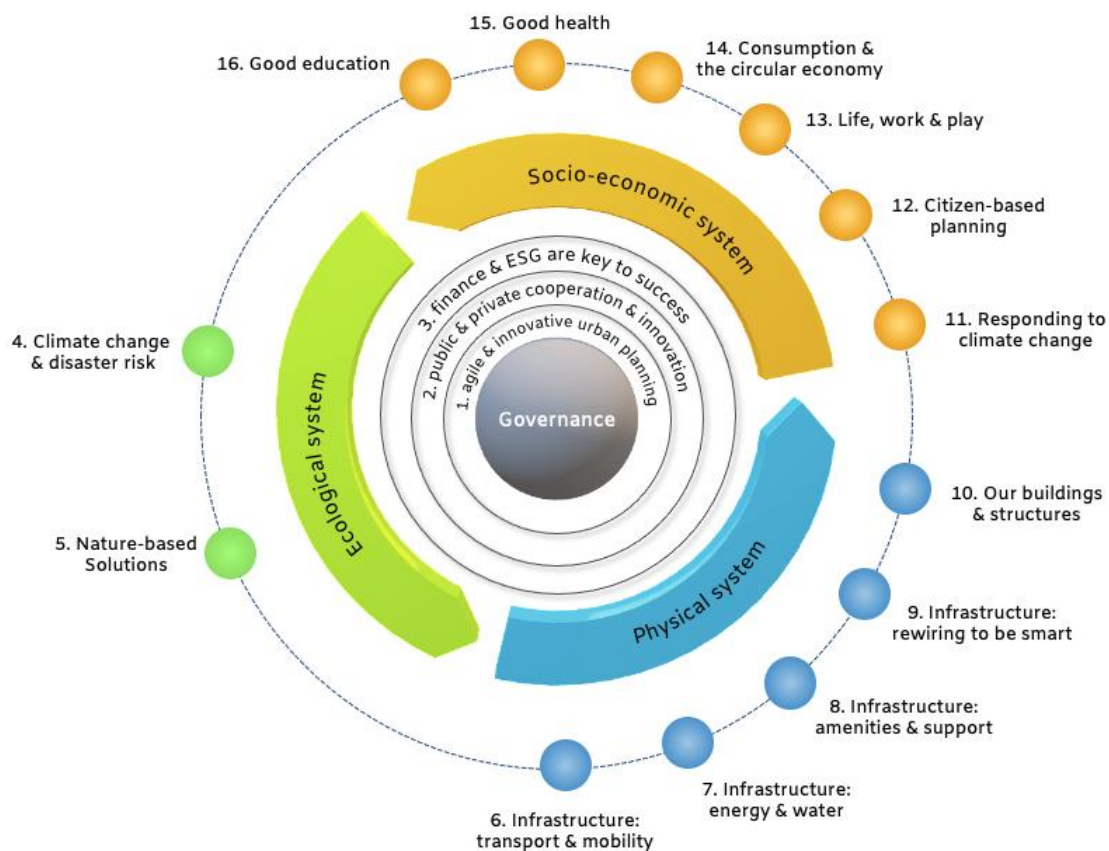 15. Good health
16. Good education
14. Consumption &
the circular economy
13. Life, work & play
12. Citizen-based
planning
11. Responding to
climate change
10. Our buildings
& structures
9. Infrastructure:
rewiring to be smart
8. Infrastructure:
amenities & support
7. Infrastructure:
energy & water
6. Infrastructure:
transport & mobility
5. Nature-based
Solutions
4. Climate change
& disaster risk
Socio-economic system
Physical system
Ecological system
3. finance & ESG are key to success
2. public & private cooperation & innovation
1. agile & innovative urban planning
Governance